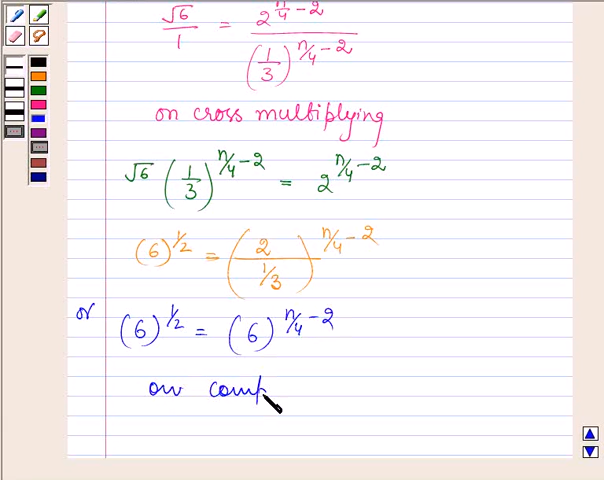 √6/1 = 2^(n/4 - 2) / (1/3)^(n/4 - 2)
on cross multiplying
√6 (1/3)^(n/4 - 2) = 2^(n/4 - 2)
(6)^(1/2) = (2 / 1/3)^(n/4 - 2)
or (6)^(1/2) = (6)^(n/4 - 2)
on comp